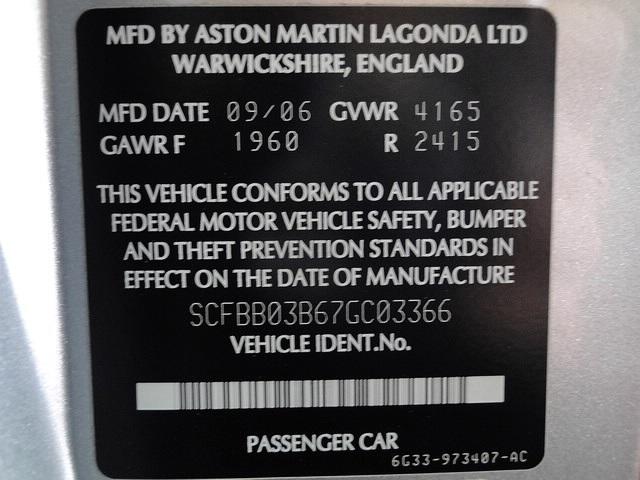 MFD BY ASTON MARTIN LAGONDA LTD
WARWICKSHIRE, ENGLAND
MFD DATE 09/06 GVWR 4165
GAWR F 1960 R 2415
THIS VEHICLE CONFORMS TO ALL APPLICABLE
FEDERAL MOTOR VEHICLE SAFETY, BUMPER
AND THEFT PREVENTION STANDARDS IN
EFFECT ON THE DATE OF MANUFACTURE
SCFBB03B67GC03366
VEHICLE IDENT.No.
PASSENGER CAR
6G33-973407-AC